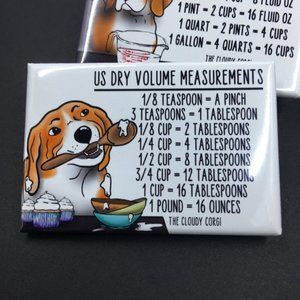 1 PINT = 2 CUPS = 16 FLUID OZ
1 QUART = 2 PINTS = 4 CUPS
1 GALLON = 4 QUARTS = 16 CUPS
THE CLOUDY CORGI
US DRY VOLUME MEASUREMENTS
1/8 TEASPOON = A PINCH
3 TEASPOONS = 1 TABLESPOON
1/8 CUP = 2 TABLESPOONS
1/4 CUP = 4 TABLESPOONS
1/2 CUP = 8 TABLESPOONS
3/4 CUP = 12 TABLESPOONS
1 CUP = 16 TABLESPOONS
1 POUND = 16 OUNCES
THE CLOUDY CORGI